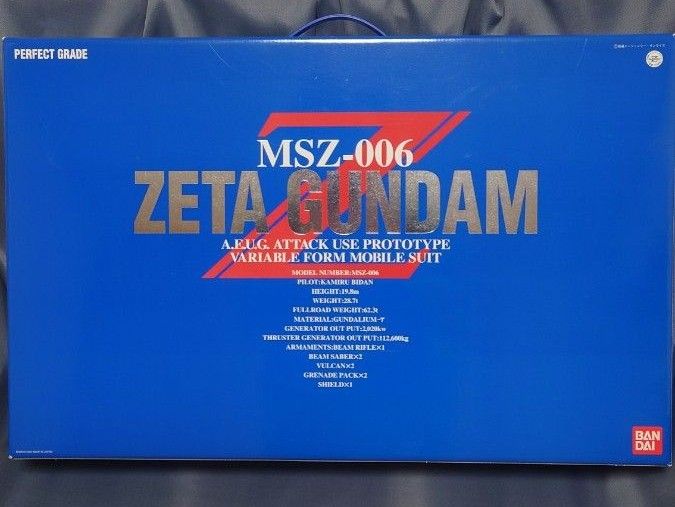 PERFECT GRADE
MSZ-006
ZETA GUNDAM
A.E.U.G. ATTACK USE PROTOTYPE
VARIABLE FORM MOBILE SUIT
MODEL NUMBER:MSZ-006
PILOT:KAMIRU BIDAN
HEIGHT:19.8m
WEIGHT:28.7t
FULLROAD WEIGHT:62.3t
MATERIAL:GUNDALIUM-γ
GENERATOR OUT PUT:2,020kw
THRUSTER GENERATOR OUT PUT:112,600kg
ARMAMENTS:BEAM RIFLE×1
BEAM SABER×2
VULCAN×2
GRENADE PACK×2
SHIELD×1
BAN
DAI